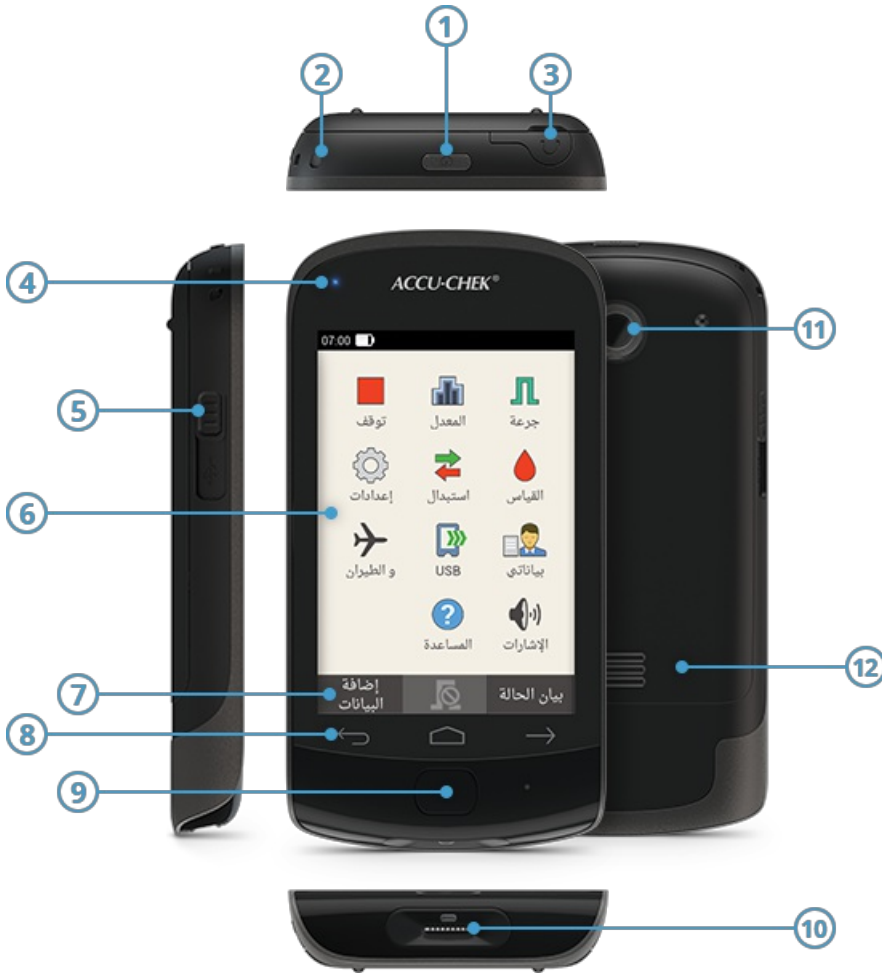 1
2
3
4
ACCU-CHEK®
11
07:00
توقف
المعدل
جرعة
5
إعدادات
استبدال
القياس
6
و الطيران
USB
بياناتي
المساعدة
الإشارات
12
7
إضافة
البيانات
بيان الحالة
8
9
10